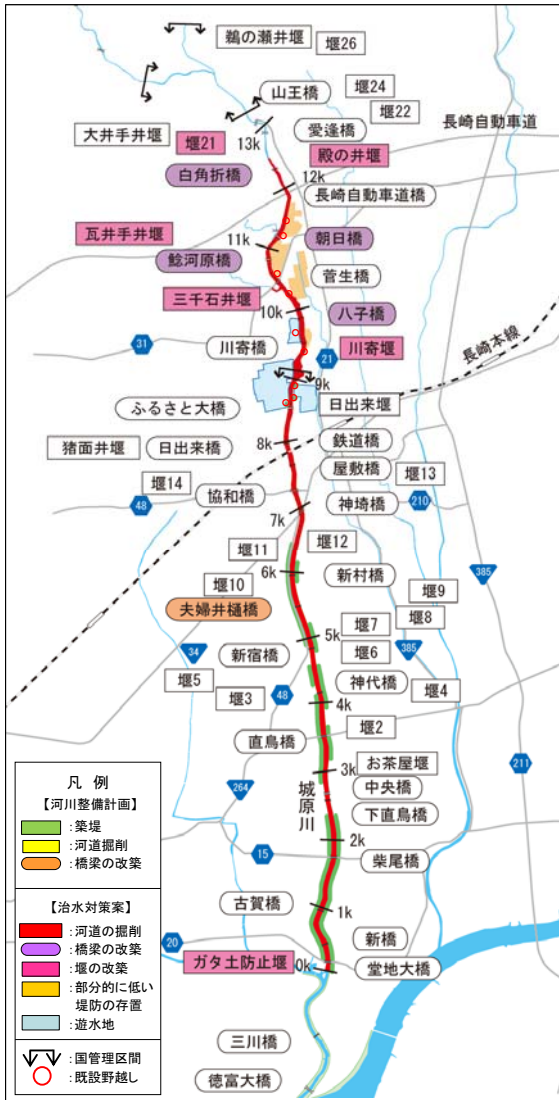 鵜の瀬井堰
堰26
山王橋
堰24
堰22
大井手井堰
堰21
13k
愛逢橋
長崎自動車道
殿の井堰
白角折橋
12k
長崎自動車道橋
瓦井手井堰
11k
朝日橋
鯰河原橋
菅生橋
三千石井堰
10k
八子橋
31
川寄橋
21
川寄堰
長崎本線
9k
日出来堰
ふるさと大橋
猪面井堰
日出来橋
8k
鉄道橋
屋敷橋
堰13
堰14
48
協和橋
7k
神埼橋
210
堰11
堰12
6k
新村橋
385
堰10
堰9
夫婦井樋橋
堰8
5k
堰7
34
新宿橋
堰6
385
堰5
堰3
48
神代橋
堰4
4k
堰2
直鳥橋
3k
お茶屋堰
211
264
中央橋
城原川
下直鳥橋
2k
15
柴尾橋
古賀橋
1k
20
新橋
ガタ土防止堰
0k
堂地大橋
三川橋
徳富大橋
凡 例
【河川整備計画】
:築堤
:河道掘削
:橋梁の改築
【治水対策案】
:河道の掘削
:橋梁の改築
:堰の改築
:部分的に低い
堤防の存置
:遊水地
:国管理区間
:既設野越し